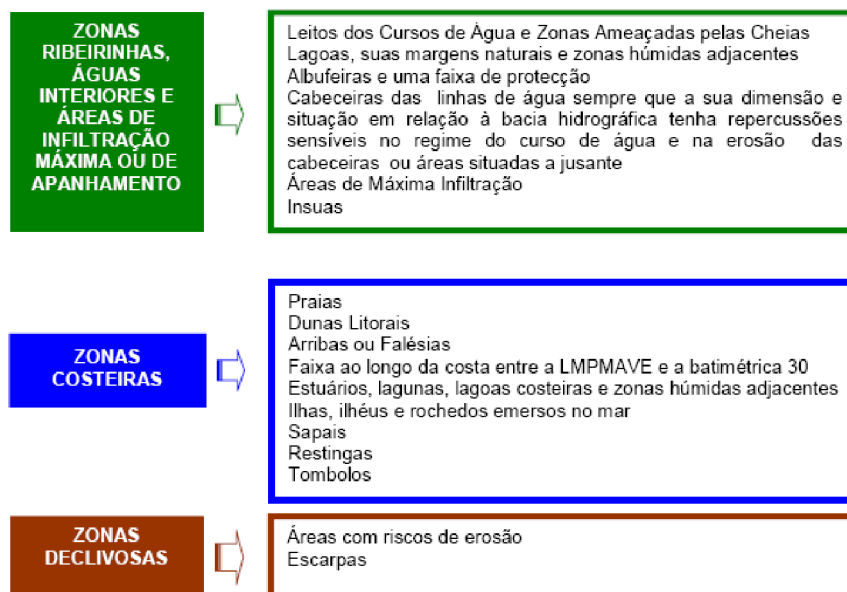 ZONAS
RIBEIRINHAS,
ÁGUAS
INTERIORES E
ÁREAS DE
INFILTRAÇÃO
MÁXIMA OU DE
APANHAMENTO
Leitos dos Cursos de Água e Zonas Ameaçadas pelas Cheias
Lagoas, suas margens naturais e zonas húmidas adjacentes
Albufeiras e uma faixa de protecção
Cabeceiras das linhas de água sempre que a sua dimensão e
situação em relação à bacia hidrográfica tenha repercussões
sensíveis no regime do curso de água e na erosão das
cabeceiras ou áreas situadas a jusante
Áreas de Máxima Infiltração
Insuas
ZONAS
COSTEIRAS
Praias
Dunas Litorais
Arribas ou Falésias
Faixa ao longo da costa entre a LMPMAVE e a batimétrica 30
Estuários, lagunas, lagoas costeiras e zonas húmidas adjacentes
Ilhas, ilhéus e rochedos emersos no mar
Sapais
Restingas
Tombolos
ZONAS
DECLIVOSAS
Áreas com riscos de erosão
Escarpas